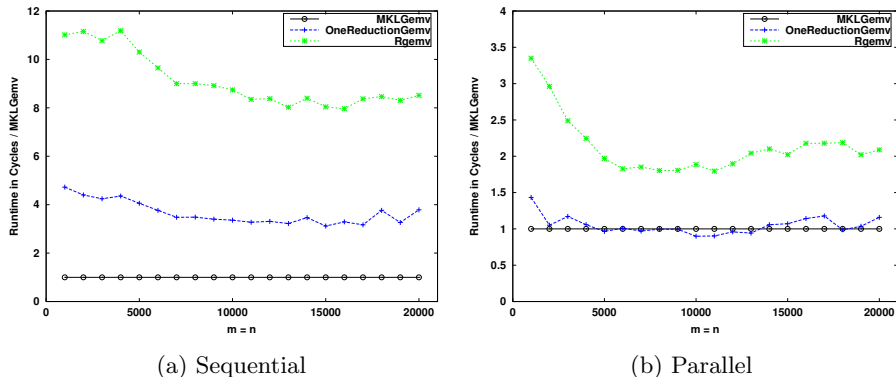 12
10
8
6
4
2
0
Runtime in Cycles / MKLGemv
MKLGemv
OneReductionGemv
Rgemv
0 5000 10000 15000 20000
m = n
(a) Sequential
4
3.5
3
2.5
2
1.5
1
0.5
0
Runtime in Cycles / MKLGemv
MKLGemv
OneReductionGemv
Rgemv
0 5000 10000 15000 20000
m = n
(b) Parallel